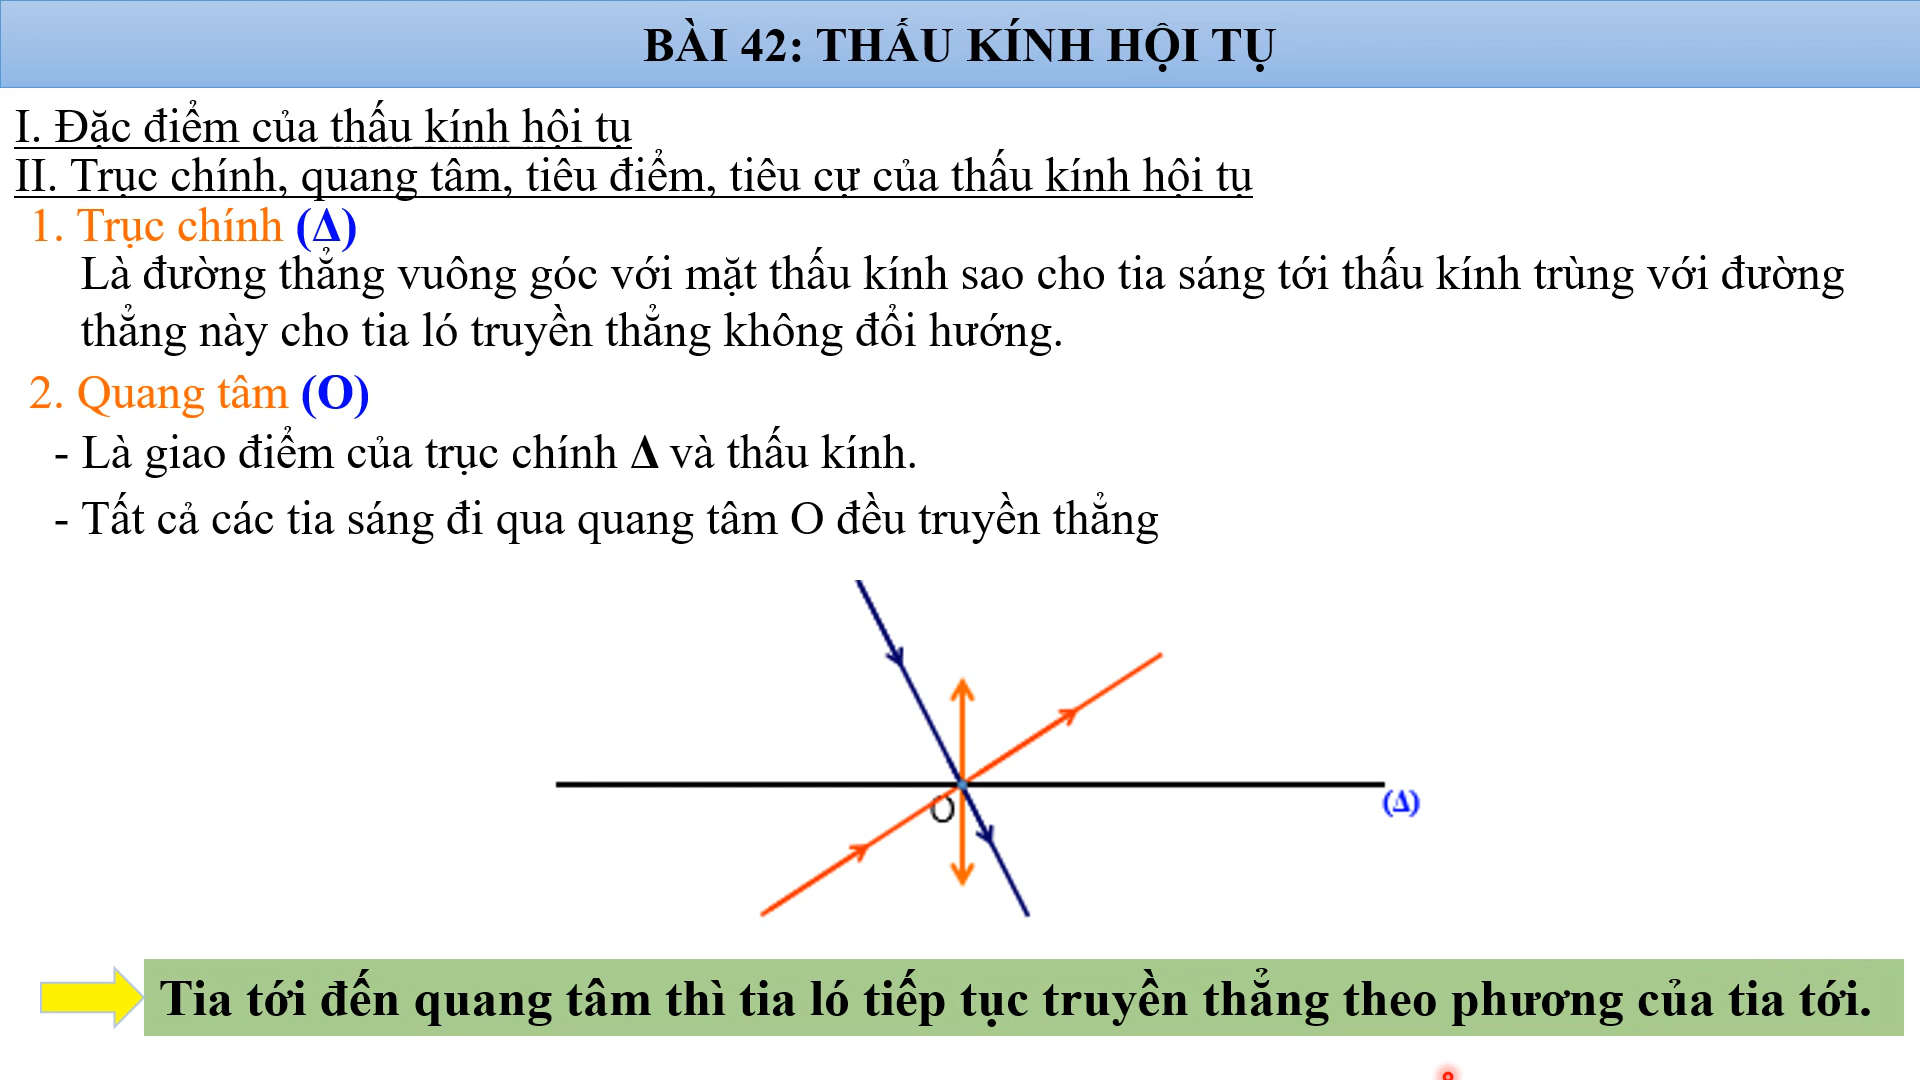 BÀI 42: THẤU KÍNH HỘI TỤ
I. Đặc điểm của thấu kính hội tụ
II. Trục chính, quang tâm, tiêu điểm, tiêu cự của thấu kính hội tụ
1. Trục chính (Δ)
Là đường thẳng vuông góc với mặt thấu kính sao cho tia sáng tới thấu kính trùng với đường
thẳng này cho tia ló truyền thẳng không đổi hướng.
2. Quang tâm (O)
- Là giao điểm của trục chính Δ và thấu kính.
- Tất cả các tia sáng đi qua quang tâm O đều truyền thẳng
O
(Δ)
Tia tới đến quang tâm thì tia ló tiếp tục truyền thẳng theo phương của tia tới.